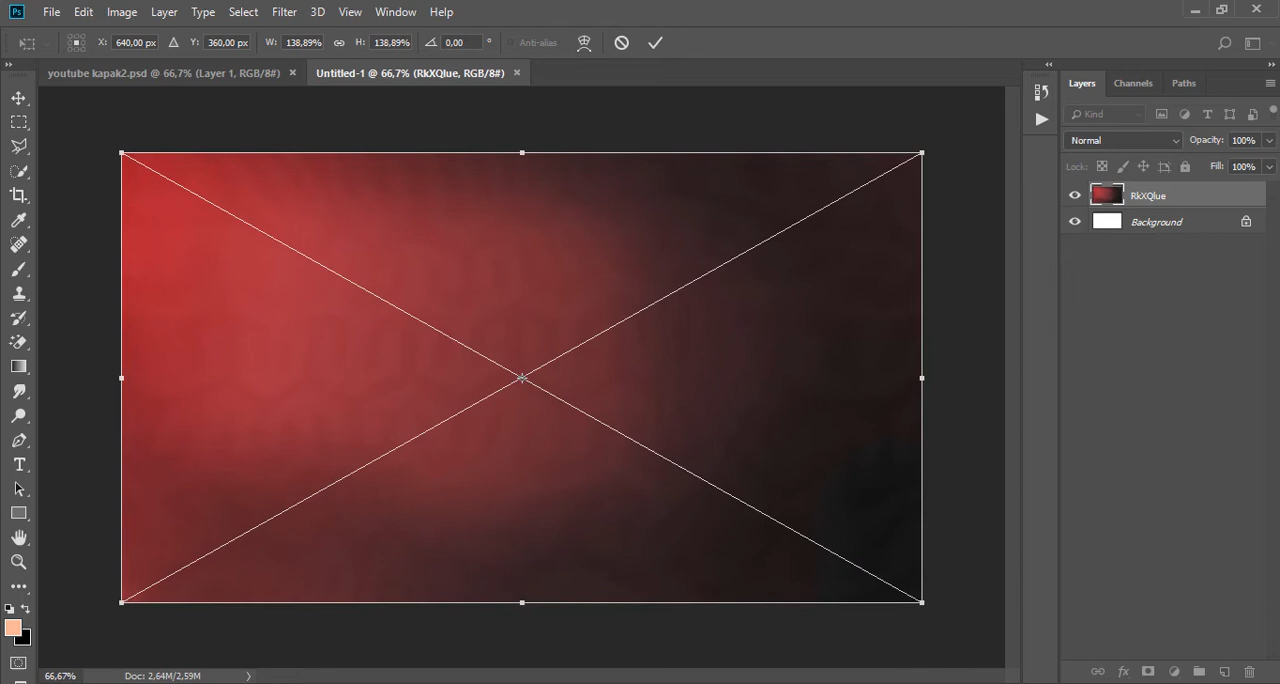 Ps File Edit Image Layer Type Select Filter 3D View Window Help
X: 640,00 px Y: 360,00 px W: 138,89% H: 138,89% 0,00 ° Anti-alias
youtube kapak2.psd @ 66,7% (Layer 1, RGB/8#) × Untitled-1 @ 66,7% (RkXQlue, RGB/8#) ×
Layers Channels Paths
Kind
Normal Opacity: 100%
Lock: Fill: 100%
RkXQlue
Background
66,67% Doc: 2,64M/2,59M